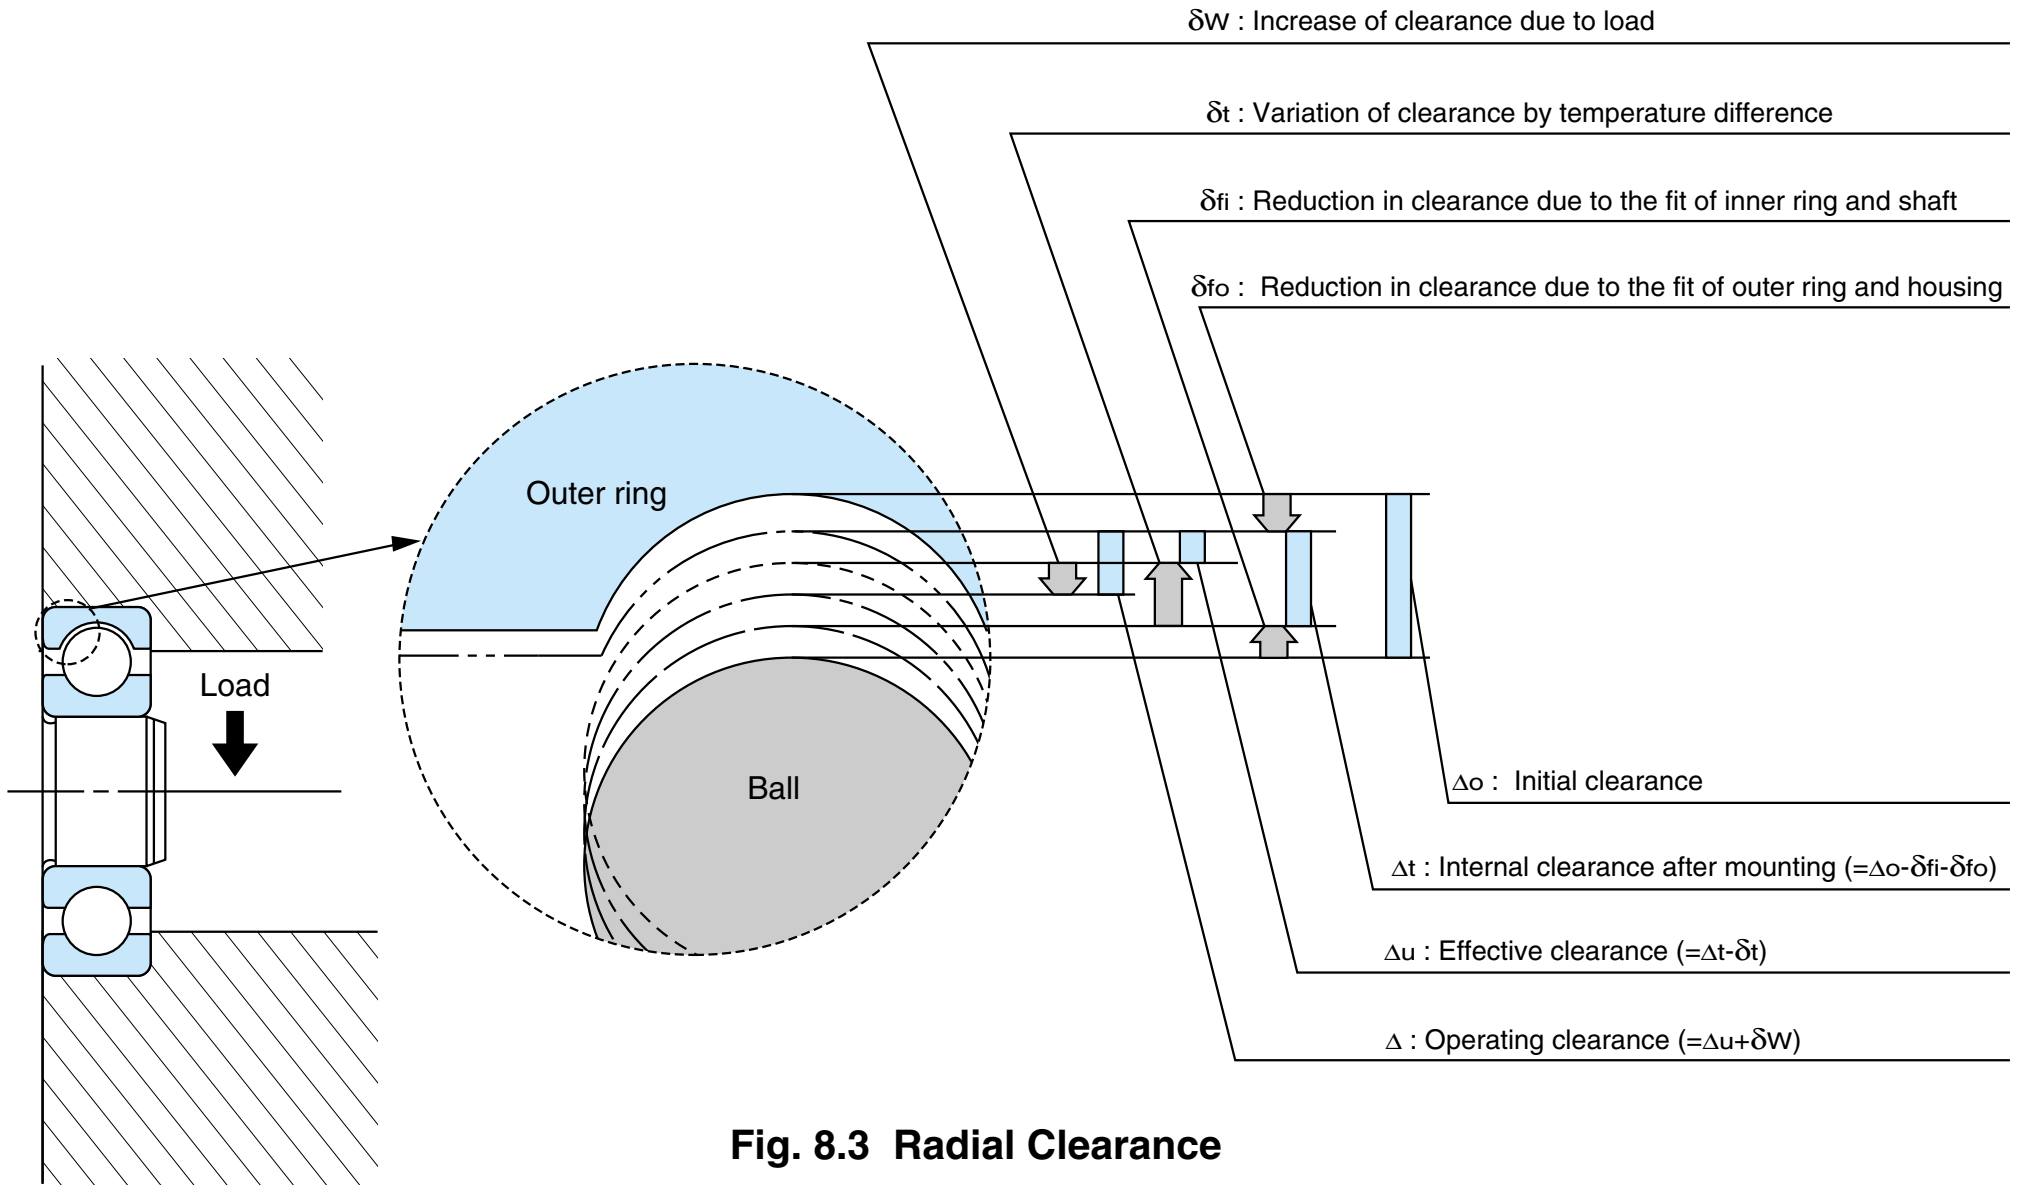 δW : Increase of clearance due to load
δt : Variation of clearance by temperature difference
δfi : Reduction in clearance due to the fit of inner ring and shaft
δfo :  Reduction in clearance due to the fit of outer ring and housing
Outer ring
Load
Ball
Δo :  Initial clearance
Δt : Internal clearance after mounting (=Δo-δfi-δfo)
Δu : Effective clearance (=Δt-δt)
Δ : Operating clearance (=Δu+δW)
Fig. 8.3  Radial Clearance